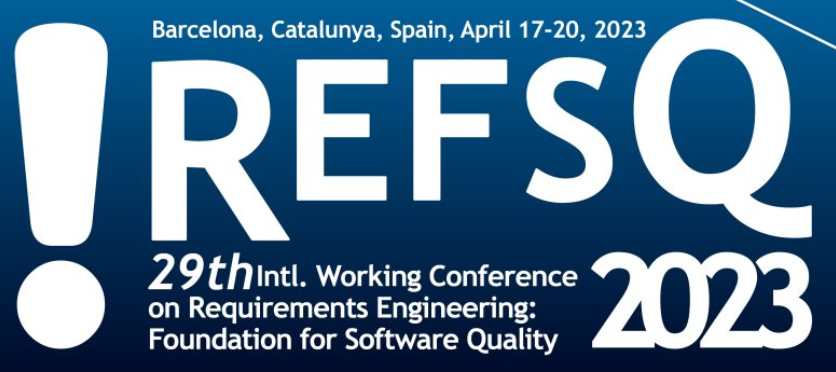 Barcelona, Catalunya, Spain, April 17-20, 2023
! REFSQ
29th Intl. Working Conference
on Requirements Engineering:
Foundation for Software Quality
2023